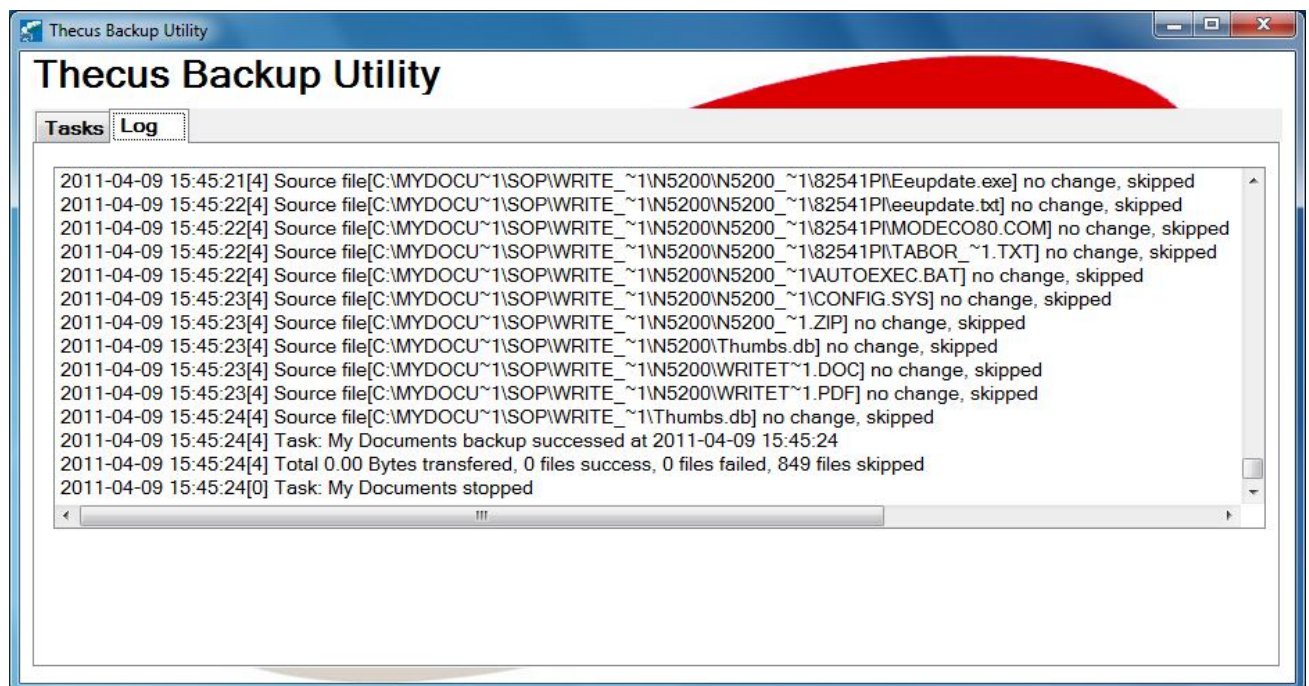 Thecus Backup Utility
Thecus Backup Utility
Tasks Log
2011-04-09 15:45:21[4] Source file[C:\MYDOCU~1\SOP\WRITE_~1\N5200\N5200_~1\82541PI\Eeupdate.exe] no change, skipped
2011-04-09 15:45:22[4] Source file[C:\MYDOCU~1\SOP\WRITE_~1\N5200\N5200_~1\82541PI\eeupdate.txt] no change, skipped
2011-04-09 15:45:22[4] Source file[C:\MYDOCU~1\SOP\WRITE_~1\N5200\N5200_~1\82541PI\MODECO80.COM] no change, skipped
2011-04-09 15:45:22[4] Source file[C:\MYDOCU~1\SOP\WRITE_~1\N5200\N5200_~1\82541PI\TABOR_~1.TXT] no change, skipped
2011-04-09 15:45:22[4] Source file[C:\MYDOCU~1\SOP\WRITE_~1\N5200\N5200_~1\AUTOEXEC.BAT] no change, skipped
2011-04-09 15:45:23[4] Source file[C:\MYDOCU~1\SOP\WRITE_~1\N5200\N5200_~1\CONFIG.SYS] no change, skipped
2011-04-09 15:45:23[4] Source file[C:\MYDOCU~1\SOP\WRITE_~1\N5200\N5200_~1.ZIP] no change, skipped
2011-04-09 15:45:23[4] Source file[C:\MYDOCU~1\SOP\WRITE_~1\N5200\Thumbs.db] no change, skipped
2011-04-09 15:45:23[4] Source file[C:\MYDOCU~1\SOP\WRITE_~1\N5200\WRITET~1.DOC] no change, skipped
2011-04-09 15:45:23[4] Source file[C:\MYDOCU~1\SOP\WRITE_~1\N5200\WRITET~1.PDF] no change, skipped
2011-04-09 15:45:24[4] Source file[C:\MYDOCU~1\SOP\WRITE_~1\Thumbs.db] no change, skipped
2011-04-09 15:45:24[4] Task: My Documents backup successed at 2011-04-09 15:45:24
2011-04-09 15:45:24[4] Total 0.00 Bytes transfered, 0 files success, 0 files failed, 849 files skipped
2011-04-09 15:45:24[0] Task: My Documents stopped